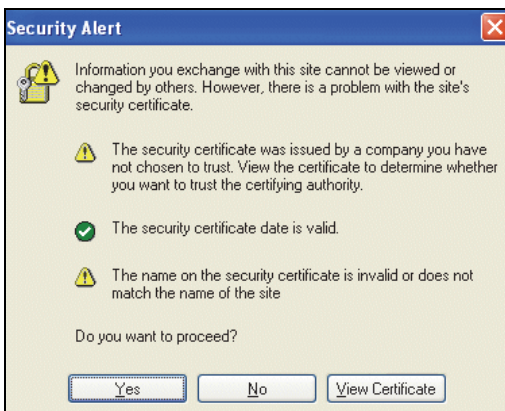 Security Alert
Information you exchange with this site cannot be viewed or
changed by others. However, there is a problem with the site's
security certificate.
The security certificate was issued by a company you have
not chosen to trust. View the certificate to determine whether
you want to trust the certifying authority.
The security certificate date is valid.
The name on the security certificate is invalid or does not
match the name of the site
Do you want to proceed?
Yes No View Certificate